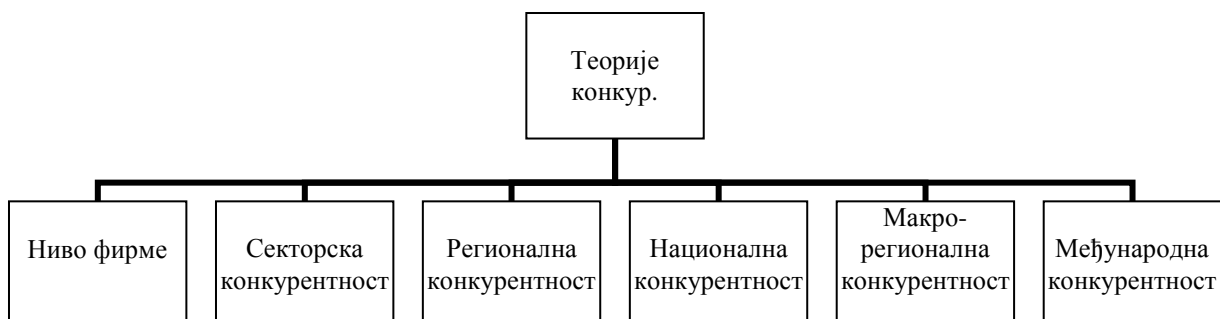 Теорије
конкур.
Ниво фирме
Секторска
конкурентност
Регионална
конкурентност
Национална
конкурентност
Макро-
регионална
конкурентност
Међународна
конкурентност